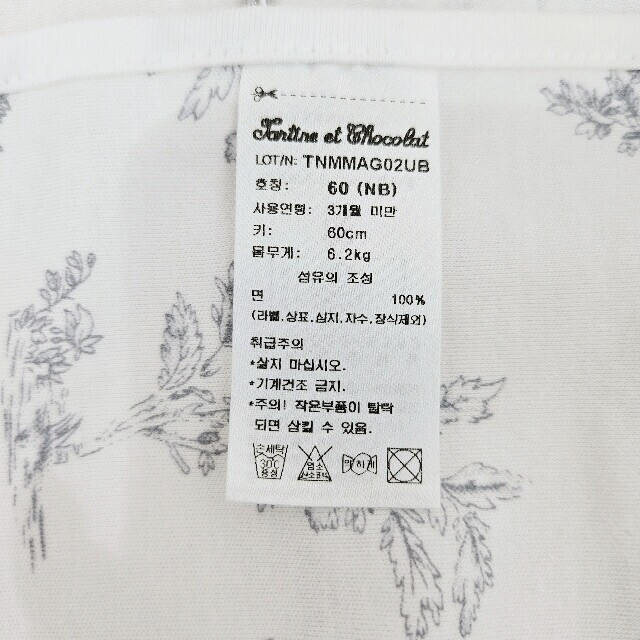 Tartine et Chocolat
LOT/N: TNMMAG02UB
호칭: 60 (NB)
사용연형: 3개월 미만
키: 60cm
몸무게: 6.2kg
섬유의 조성
면 100%
(라벨,상표,심지,자수,장식제외)
취급주의
*삶지 마십시오.
*기계건조 금지.
*주의! 작은부품이 탈락
되면 삼킬 수 있음.
손세탁 염소 약하게
30℃
중성 산소표백